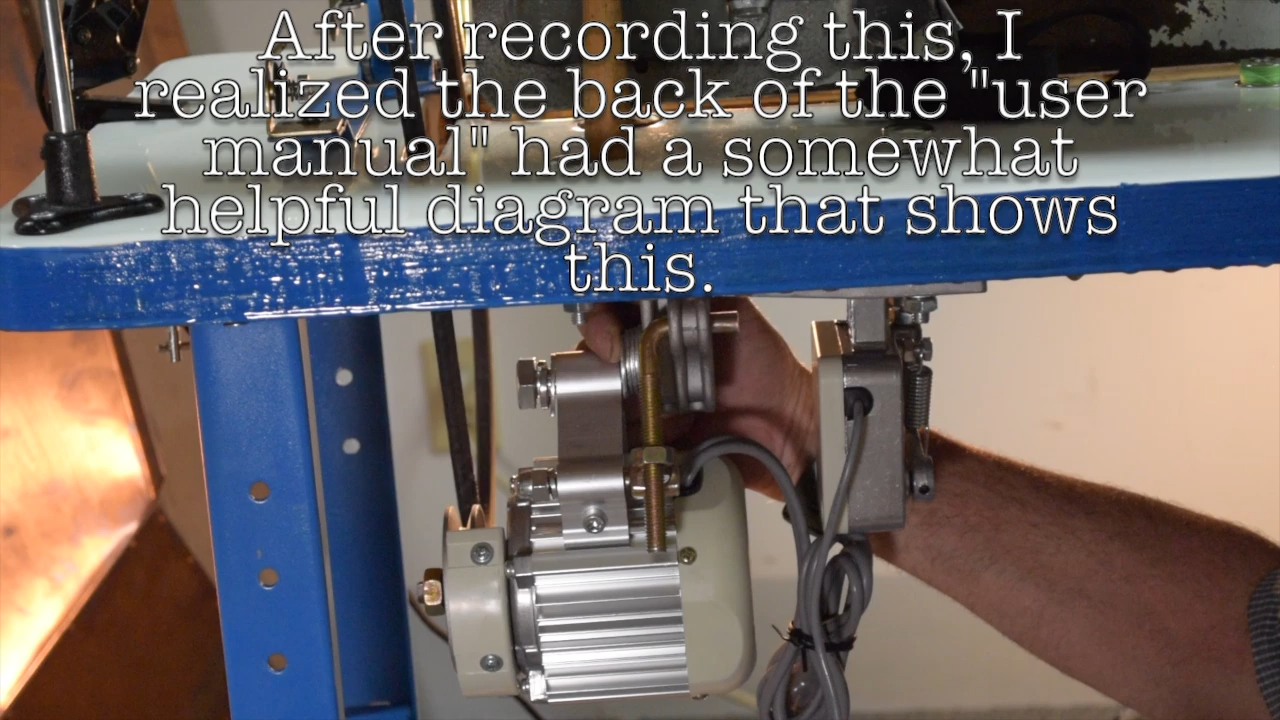 After recording this, I
realized the back of the "user
manual" had a somewhat
helpful diagram that shows
this.